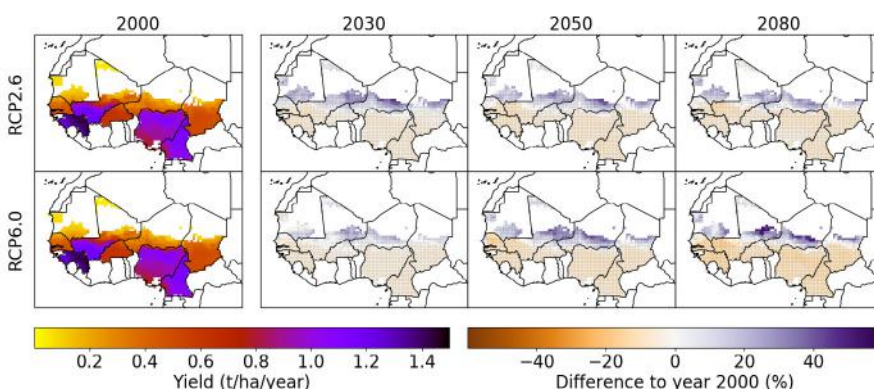 2000 2030 2050 2080
RCP2.6
RCP6.0
0.2 0.4 0.6 0.8 1.0 1.2 1.4 −40 −20 0 20 40
Yield (t/ha/year) Difference to year 2000 (%)